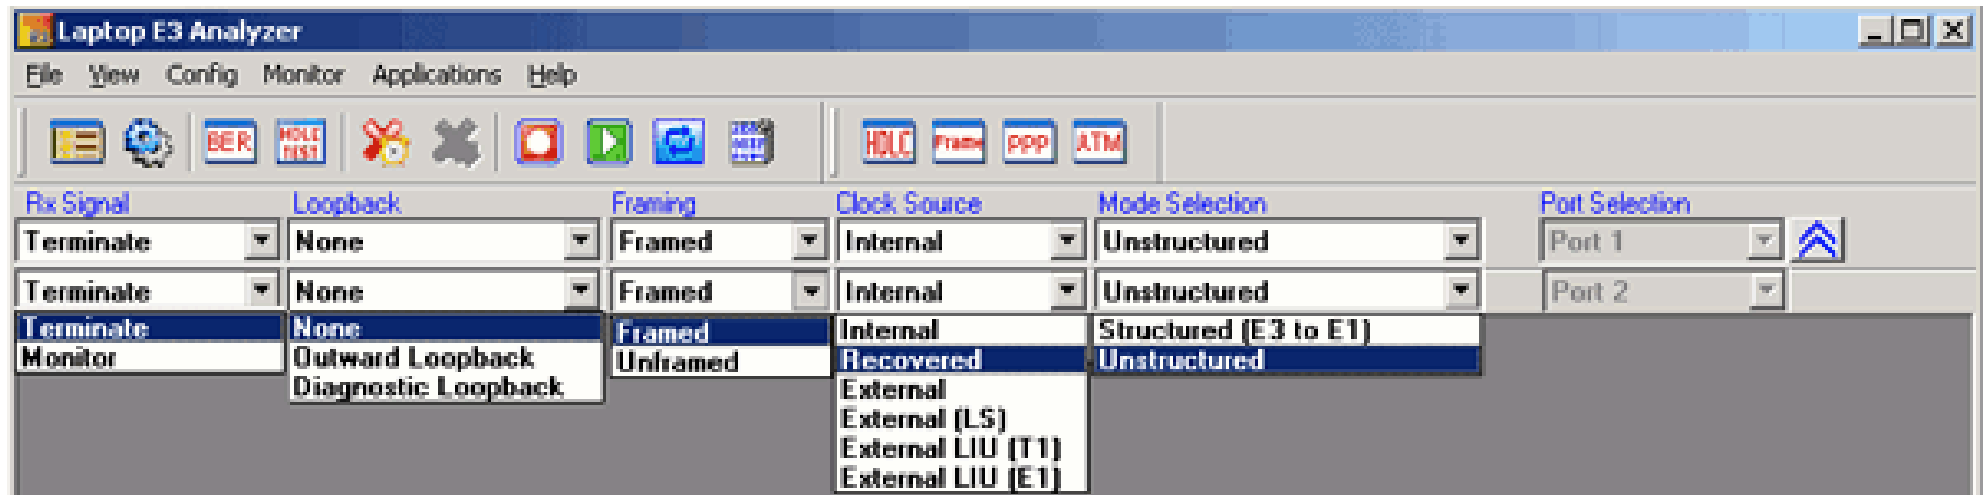 Laptop E3 Analyzer
File View Config Monitor Applications Help
BER HDLC TEST HDLC Frame PPP ATM
Rx Signal Loopback Framing Clock Source Mode Selection Port Selection
Terminate None Framed Internal Unstructured Port 1
Terminate None Framed Internal Unstructured Port 2
Terminate None Framed Internal Structured (E3 to E1)
Monitor Outward Loopback Unframed Recovered Unstructured
Diagnostic Loopback External
External (LS)
External LIU (T1)
External LIU (E1)